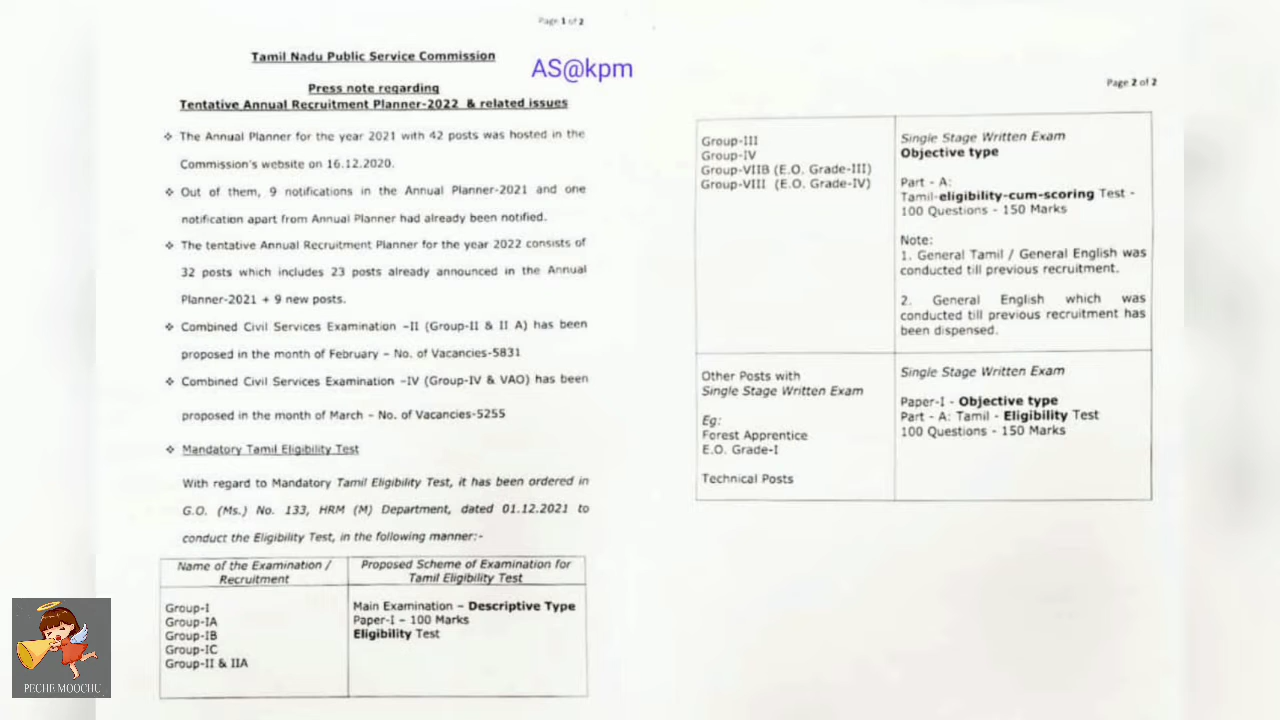 Page 1 of 2
Tamil Nadu Public Service Commission
AS@kpm
Press note regarding
Tentative Annual Recruitment Planner-2022 & related issues
❖ The Annual Planner for the year 2021 with 42 posts was hosted in the
Commission's website on 16.12.2020.
❖ Out of them, 9 notifications in the Annual Planner-2021 and one
notification apart from Annual Planner had already been notified.
❖ The tentative Annual Recruitment Planner for the year 2022 consists of
32 posts which includes 23 posts already announced in the Annual
Planner-2021 + 9 new posts.
❖ Combined Civil Services Examination –II (Group-II & II A) has been
proposed in the month of February – No. of Vacancies-5831
❖ Combined Civil Services Examination –IV (Group-IV & VAO) has been
proposed in the month of March – No. of Vacancies-5255
❖ Mandatory Tamil Eligibility Test
With regard to Mandatory Tamil Eligibility Test, it has been ordered in
G.O. (Ms.) No. 133, HRM (M) Department, dated 01.12.2021 to
conduct the Eligibility Test, in the following manner:-
Name of the Examination /
Recruitment
Proposed Scheme of Examination for
Tamil Eligibility Test
Group-I
Group-IA
Group-IB
Group-IC
Group-II & IIA
Main Examination – Descriptive Type
Paper-I – 100 Marks
Eligibility Test
PECHE MOOCHU
Page 2 of 2
Group-III
Group-IV
Group-VIIB (E.O. Grade-III)
Group-VIII (E.O. Grade-IV)
Single Stage Written Exam
Objective type
Part - A:
Tamil-eligibility-cum-scoring Test -
100 Questions - 150 Marks
Note:
1. General Tamil / General English was
conducted till previous recruitment.
2. General English which was
conducted till previous recruitment has
been dispensed.
Other Posts with
Single Stage Written Exam
Eg:
Forest Apprentice
E.O. Grade-I
Technical Posts
Single Stage Written Exam
Paper-I - Objective type
Part - A: Tamil - Eligibility Test
100 Questions - 150 Marks